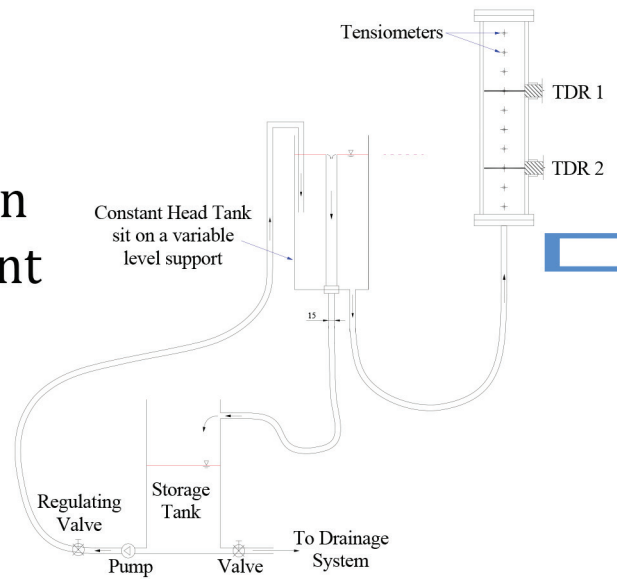 Tensiometers
TDR 1
TDR 2
n
nt
Constant Head Tank
sit on a variable
level support
15
Regulating
Valve
Storage
Tank
Pump
Valve
To Drainage
System